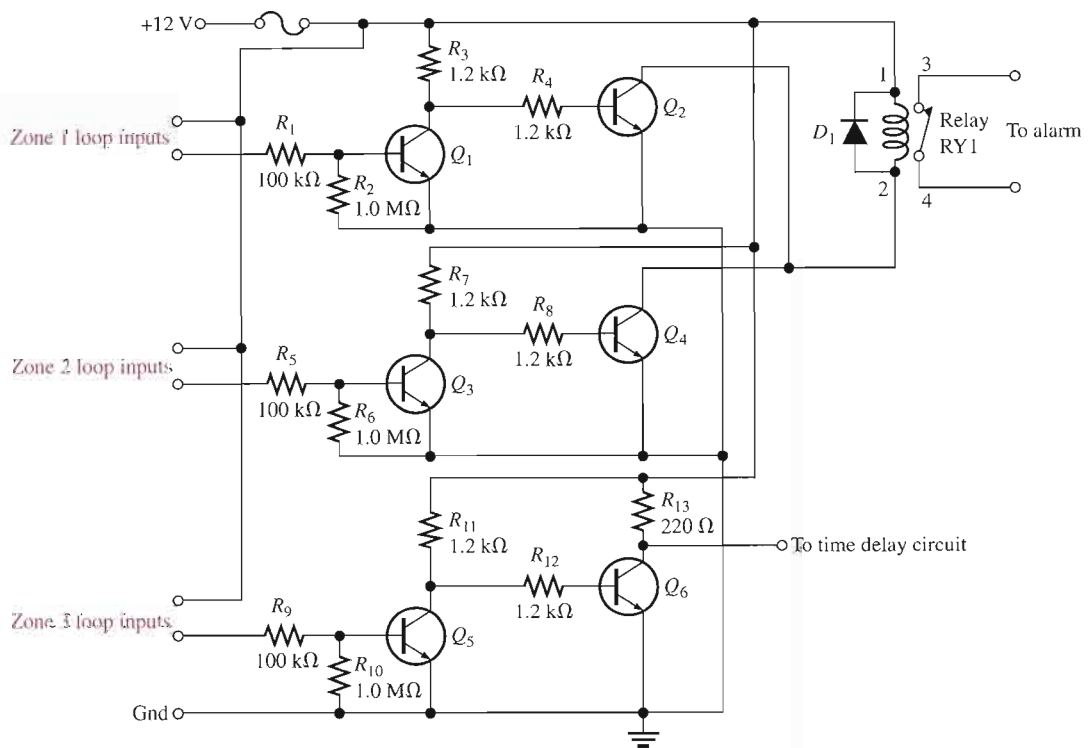 +12 V
R3
1.2 kΩ
R4
1.2 kΩ
Q2
1
3
D1
Relay
RY1
To alarm
2
4
Zone 1 loop inputs
R1
100 kΩ
Q1
R2
1.0 MΩ
R7
1.2 kΩ
R8
1.2 kΩ
Q4
Zone 2 loop inputs
R5
100 kΩ
Q3
R6
1.0 MΩ
R13
220 Ω
R11
1.2 kΩ
To time delay circuit
R12
1.2 kΩ
Q6
Zone 3 loop inputs
R9
100 kΩ
Q5
R10
1.0 MΩ
Gnd